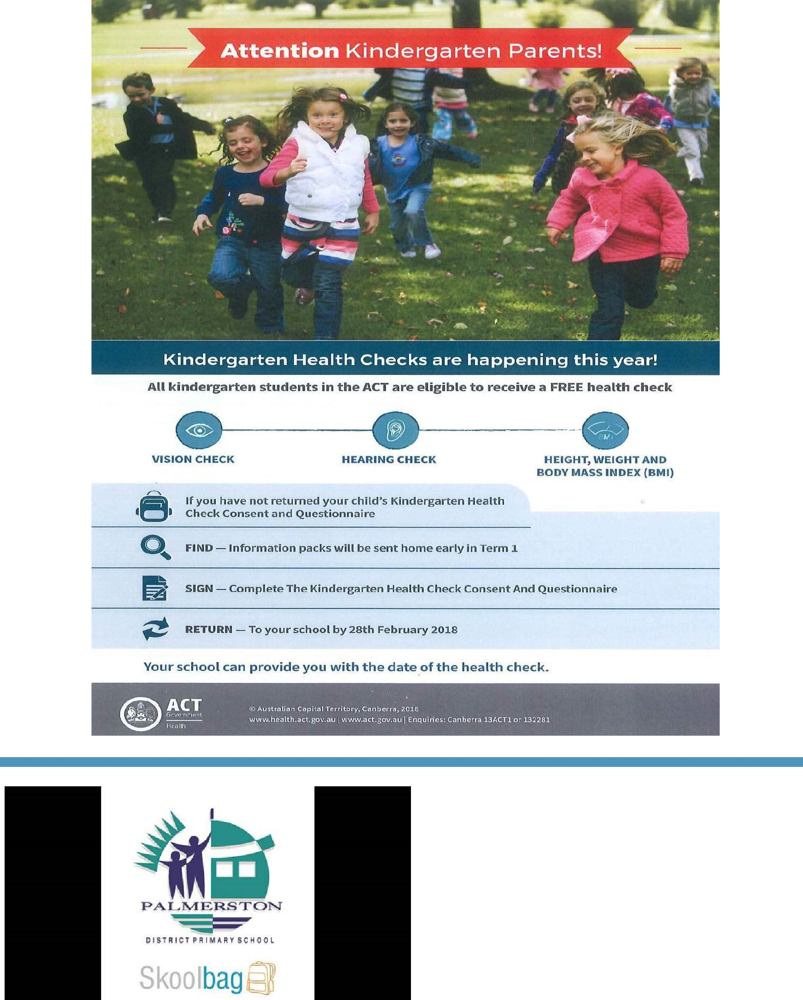 Attention Kindergarten Parents!
Kindergarten Health Checks are happening this year!
All kindergarten students in the ACT are eligible to receive a FREE health check
BMI
VISION CHECK
HEARING CHECK
HEIGHT, WEIGHT AND
BODY MASS INDEX (BMI)
If you have not returned your child's Kindergarten Health
Check Consent and Questionnaire
FIND — Information packs will be sent home early in Term 1
SIGN — Complete The Kindergarten Health Check Consent And Questionnaire
RETURN — To your school by 28th February 2018
Your school can provide you with the date of the health check.
ACT
Government
Health
© Australian Capital Territory, Canberra, 2018
www.health.act.gov.au | www.act.gov.au | Enquiries: Canberra 13ACT1 or 132281
PALMERSTON
DISTRICT PRIMARY SCHOOL
Skoolbag